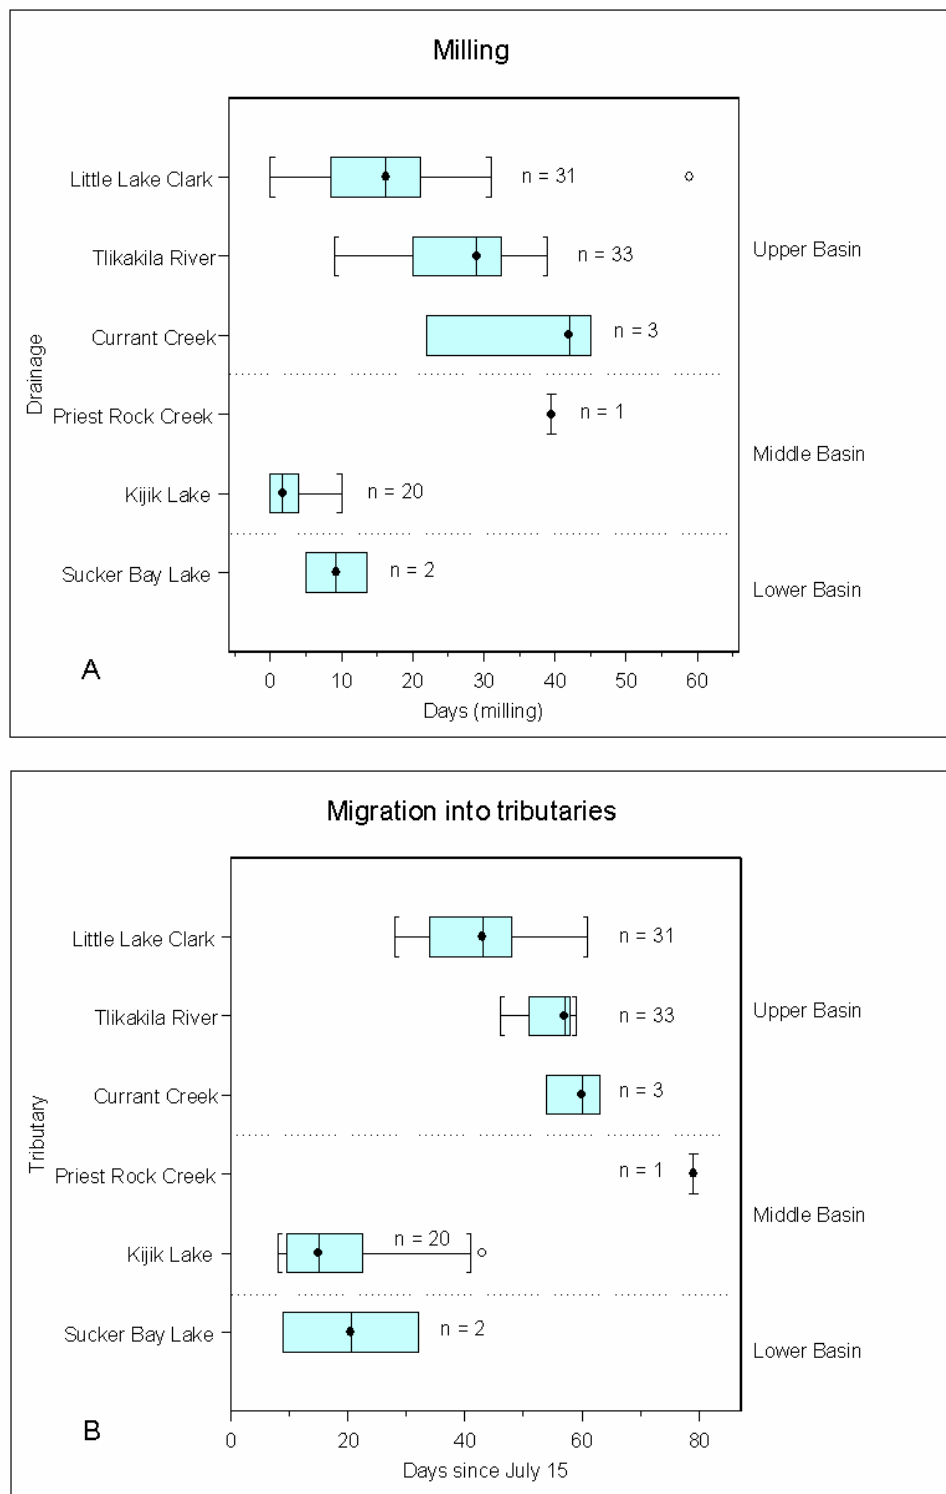 Milling
Little Lake Clark
n = 31
Tlikakila River
n = 33
Upper Basin
Currant Creek
n = 3
Drainage
Priest Rock Creek
n = 1
Middle Basin
Kijik Lake
n = 20
Sucker Bay Lake
n = 2
Lower Basin
A
0 10 20 30 40 50 60
Days (milling)
Migration into tributaries
Little Lake Clark
n = 31
Tlikakila River
n = 33
Upper Basin
Currant Creek
n = 3
Tributary
Priest Rock Creek
n = 1
Middle Basin
Kijik Lake
n = 20
Sucker Bay Lake
n = 2
Lower Basin
B
0 20 40 60 80
Days since July 15